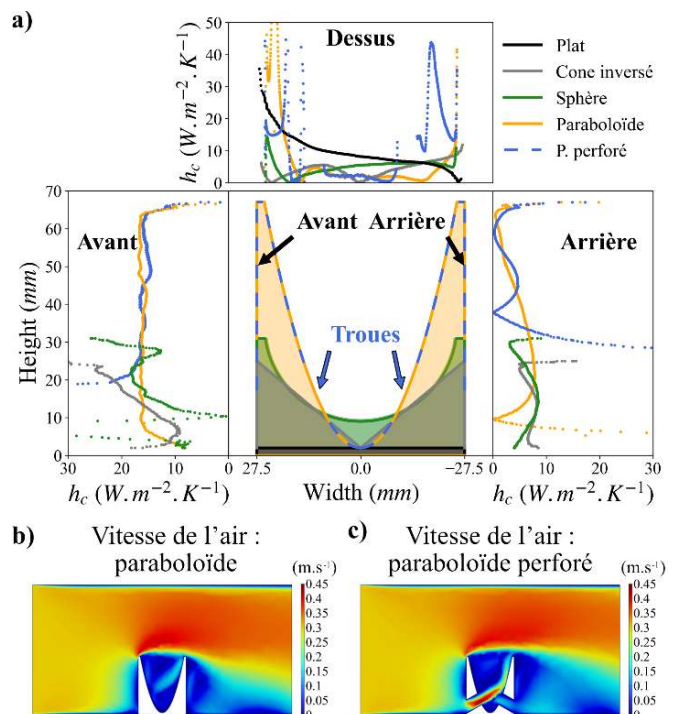 a)
50
40
30
20
10
0
h_c (W.m⁻².K⁻¹)
Dessus
Plat
Cone inversé
Sphère
Paraboloïde
P. perforé
70
60
50
40
30
20
10
0
Height (mm)
Avant
Avant Arrière
Arrière
Troues
30 20 10 0
27.5 0.0 −27.5
0 10 20 30
h_c (W.m⁻².K⁻¹)
Width (mm)
h_c (W.m⁻².K⁻¹)
b)
Vitesse de l'air :
paraboloïde
(m.s⁻¹)
0.45
0.4
0.35
0.3
0.25
0.2
0.15
0.1
0.05
0
c)
Vitesse de l'air :
paraboloïde perforé
(m.s⁻¹)
0.45
0.4
0.35
0.3
0.25
0.2
0.15
0.1
0.05
0